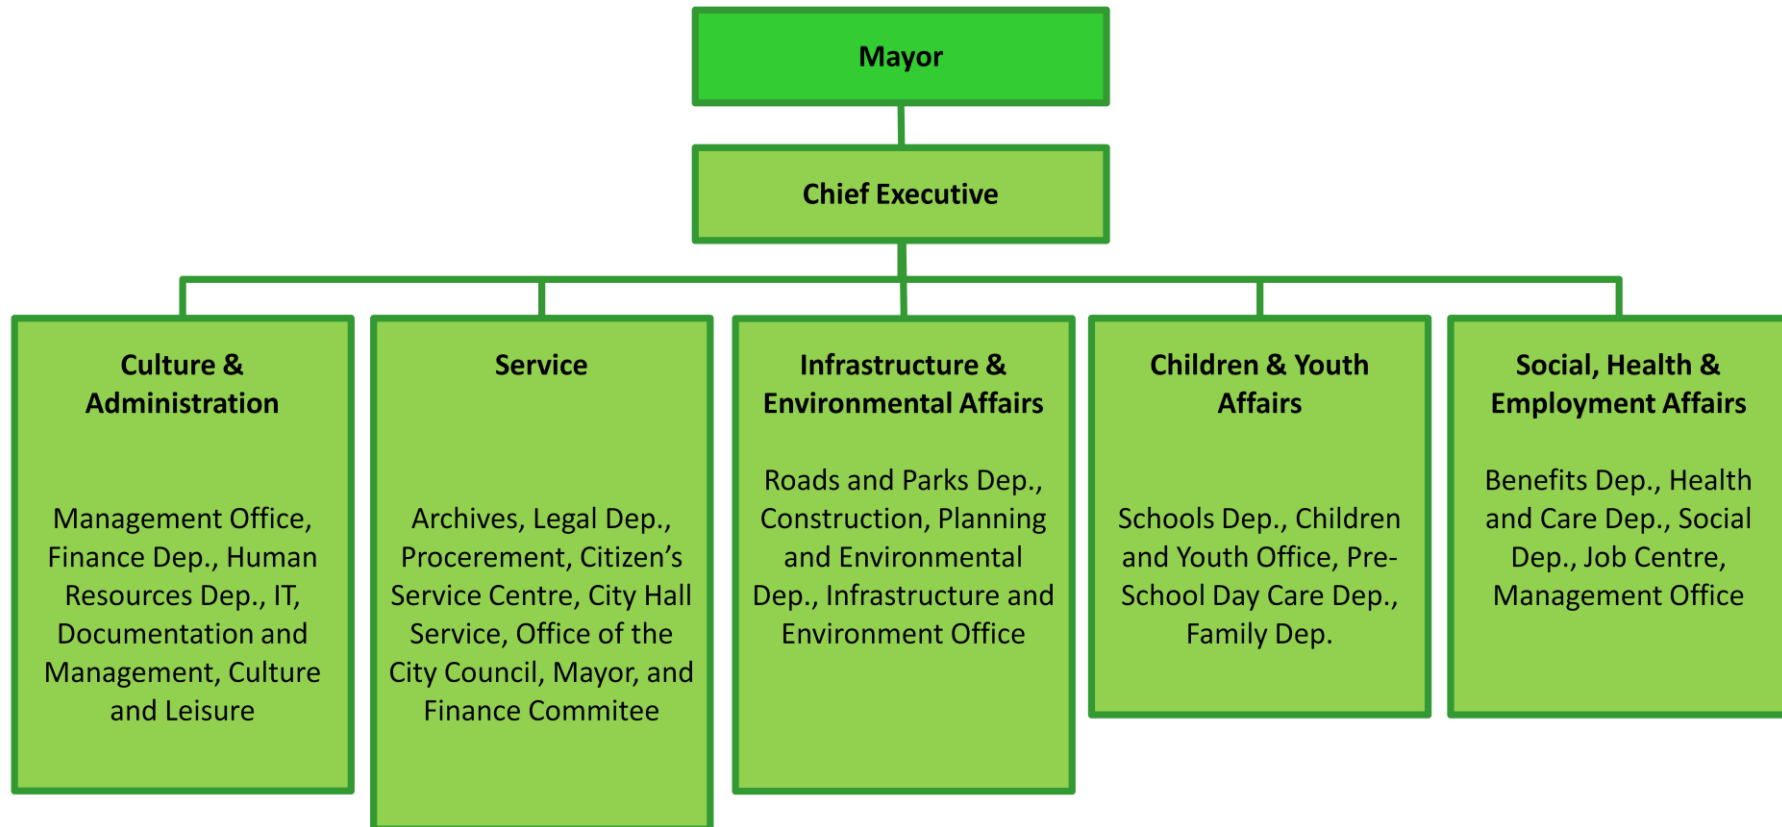 Mayor
Chief Executive
Culture &
Administration
Management Office,
Finance Dep., Human
Resources Dep., IT,
Documentation and
Management, Culture
and Leisure
Service
Archives, Legal Dep.,
Procerement, Citizen’s
Service Centre, City Hall
Service, Office of the
City Council, Mayor, and
Finance Commitee
Infrastructure &
Environmental Affairs
Roads and Parks Dep.,
Construction, Planning
and Environmental
Dep., Infrastructure and
Environment Office
Children & Youth
Affairs
Schools Dep., Children
and Youth Office, Pre-
School Day Care Dep.,
Family Dep.
Social, Health &
Employment Affairs
Benefits Dep., Health
and Care Dep., Social
Dep., Job Centre,
Management Office